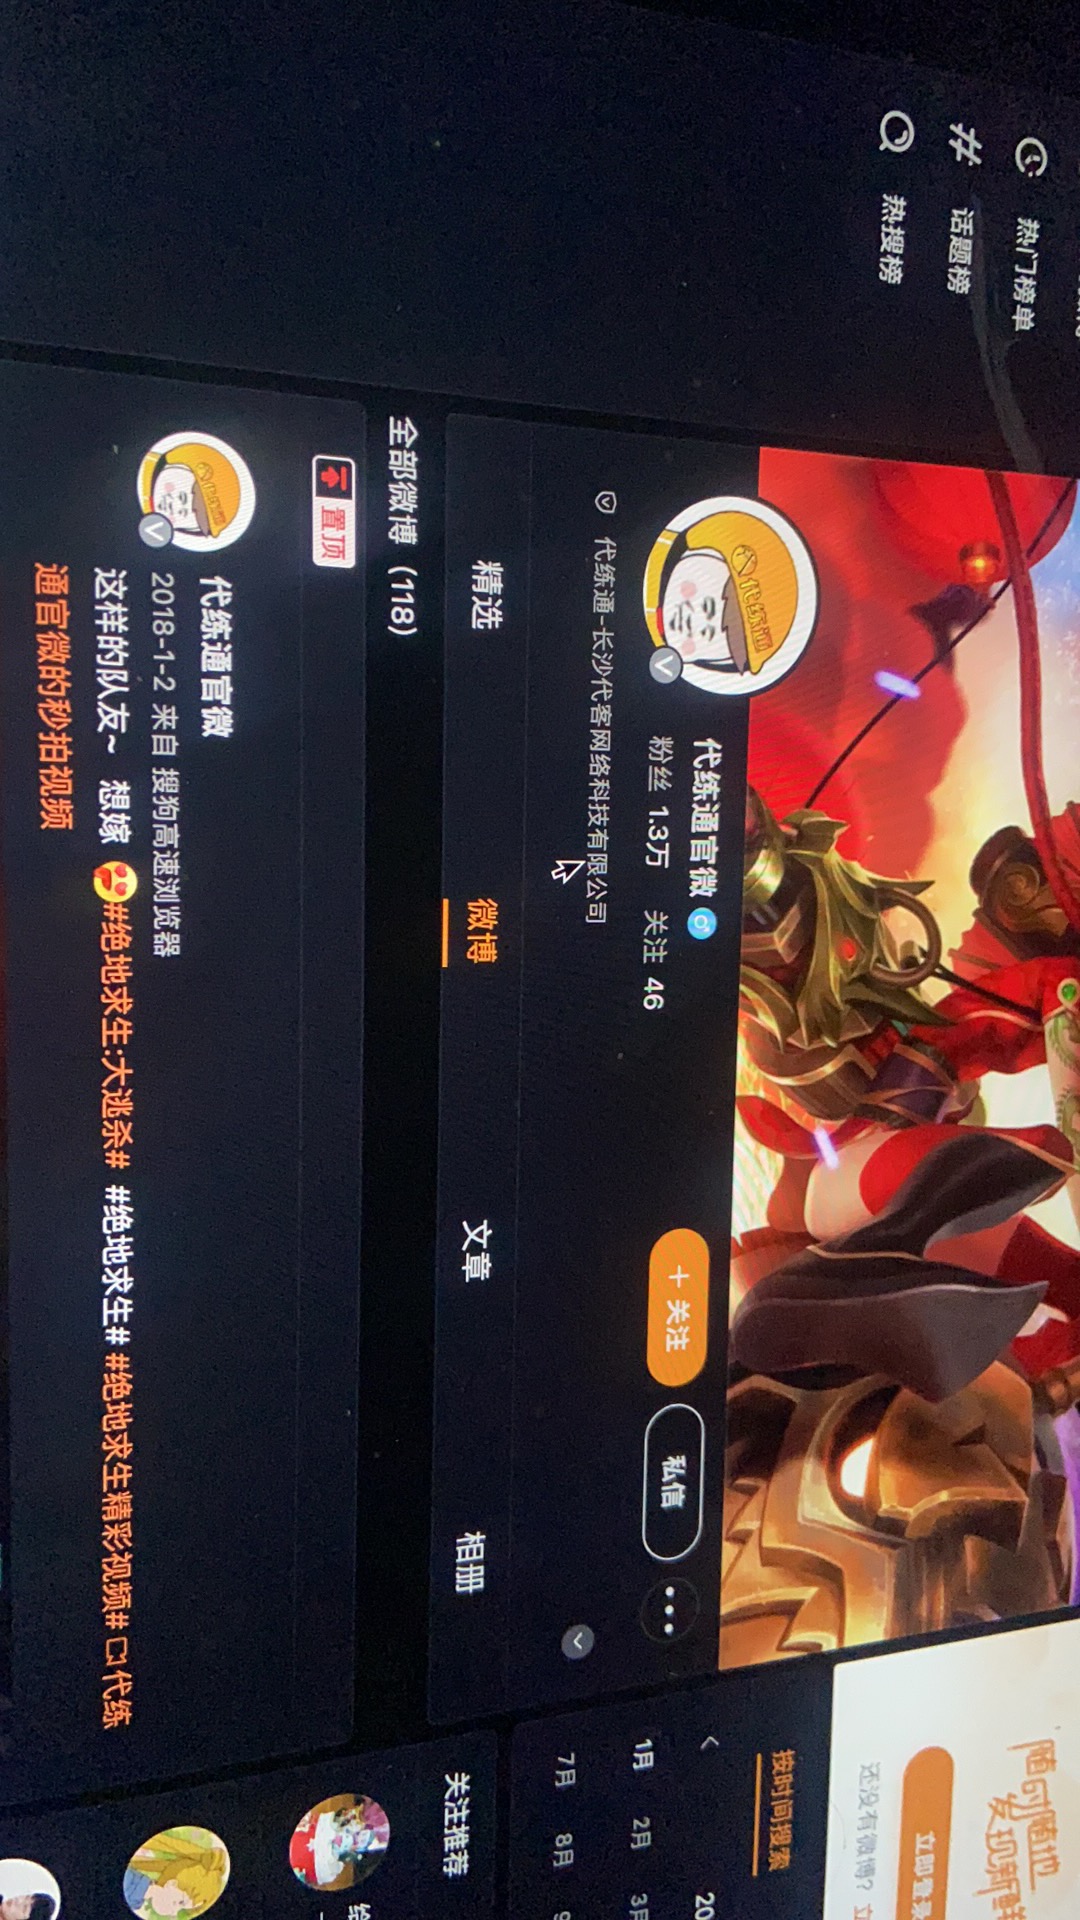 热门榜单
话题榜
热搜榜
代练通
代练通官微
粉丝 1.3万 关注 46
+ 关注
私信
代练通-长沙代客网络科技有限公司
精选
微博
文章
相册
全部微博（118）
置顶
代练通官微
2018-1-2 来自 搜狗高速浏览器
这样的队友~ 想嫁 #绝地求生:大逃杀# #绝地求生# #绝地求生精彩视频# 代练
通官微的秒拍视频
随时随地
发现新鲜
立即登录
还没有微博？立
按时间搜索
20
1月 2月 3月
7月 8月 9
关注推荐